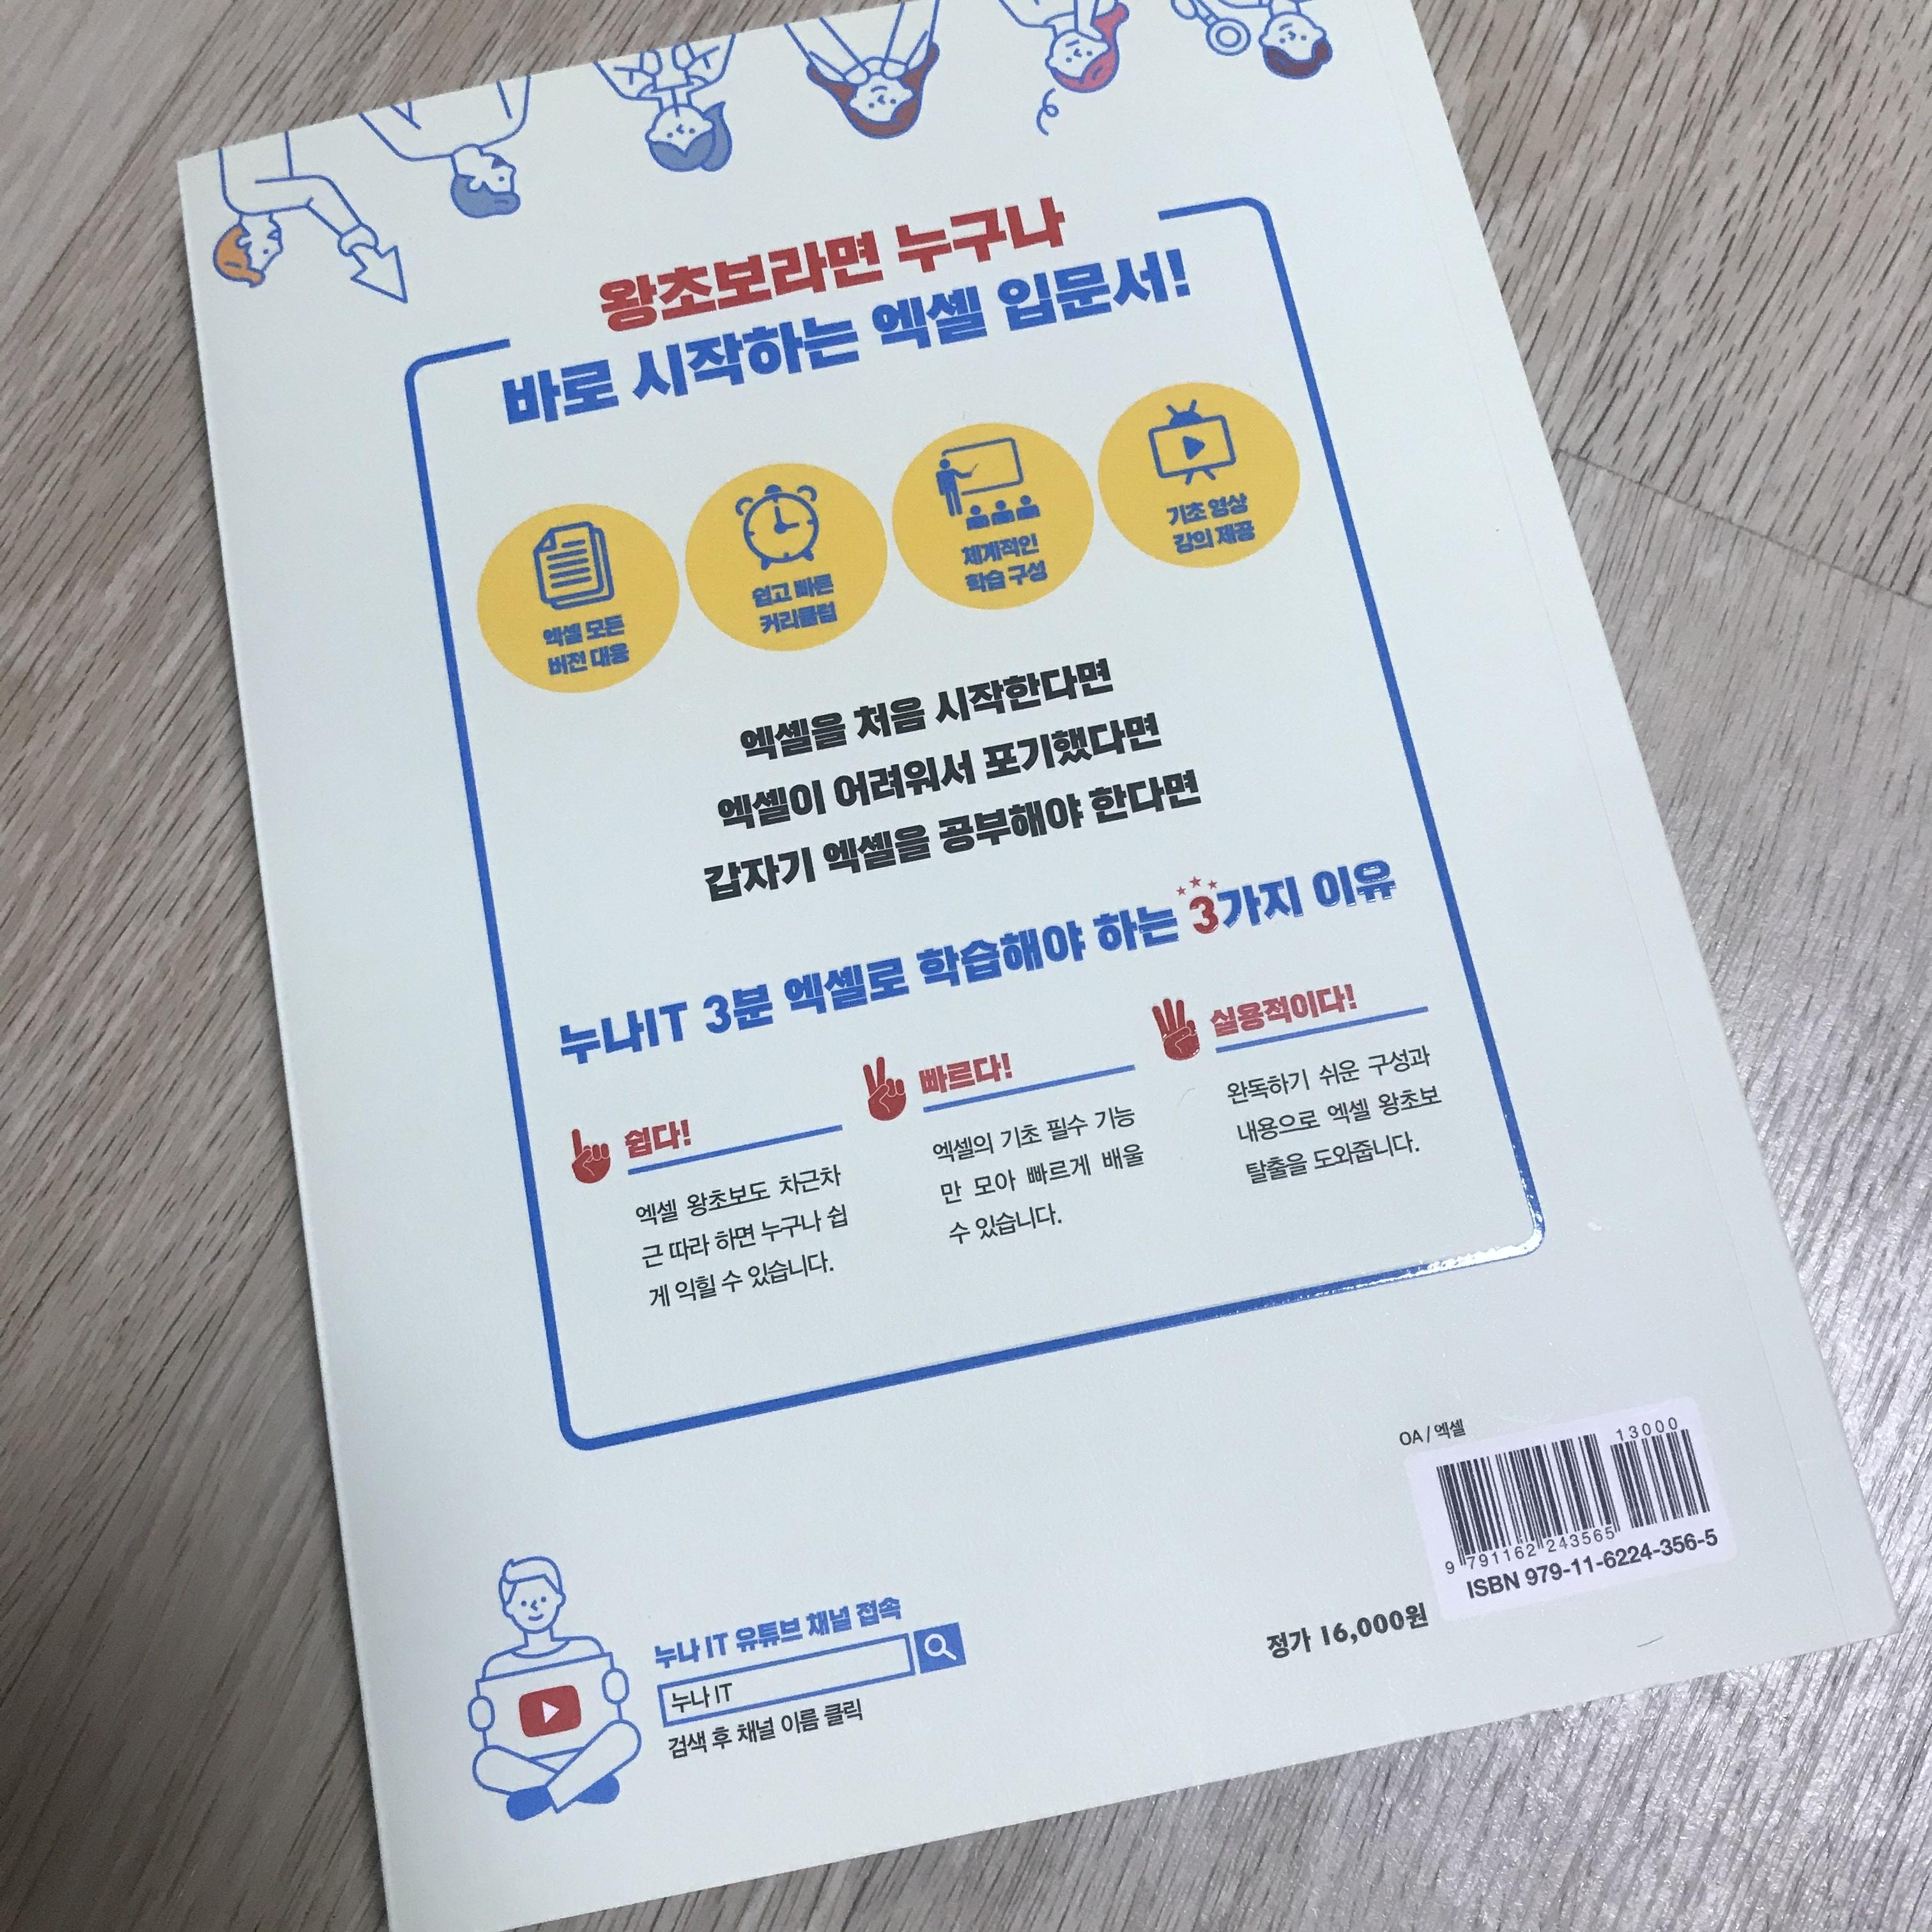 왕초보라면 누구나
바로 시작하는 엑셀 입문서!
엑셀 모든
버전 대응
쉽고 빠른
커리큘럼
체계적인
학습 구성
기초 영상
강의 제공
엑셀을 처음 시작한다면
엑셀이 어려워서 포기했다면
갑자기 엑셀을 공부해야 한다면
누나IT 3분 엑셀로 학습해야 하는 3가지 이유
쉽다!
엑셀 왕초보도 차근차
근 따라 하면 누구나 쉽
게 익힐 수 있습니다.
빠르다!
엑셀의 기초 필수 기능
만 모아 빠르게 배울
수 있습니다.
실용적이다!
완독하기 쉬운 구성과
내용으로 엑셀 왕초보
탈출을 도와줍니다.
OA / 엑셀
13000
9 791162 243565
ISBN 979-11-6224-356-5
정가 16,000원
누나 IT 유튜브 채널 접속
누나 IT
검색 후 채널 이름 클릭